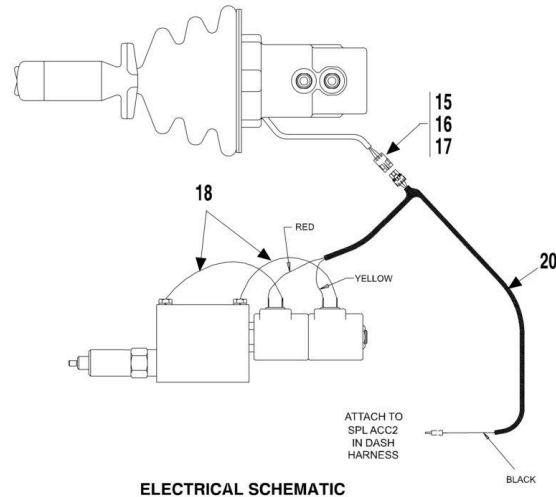 15
16
17
18
RED
YELLOW
20
ATTACH TO
SPL ACC2
IN DASH
HARNESS
BLACK
ELECTRICAL SCHEMATIC